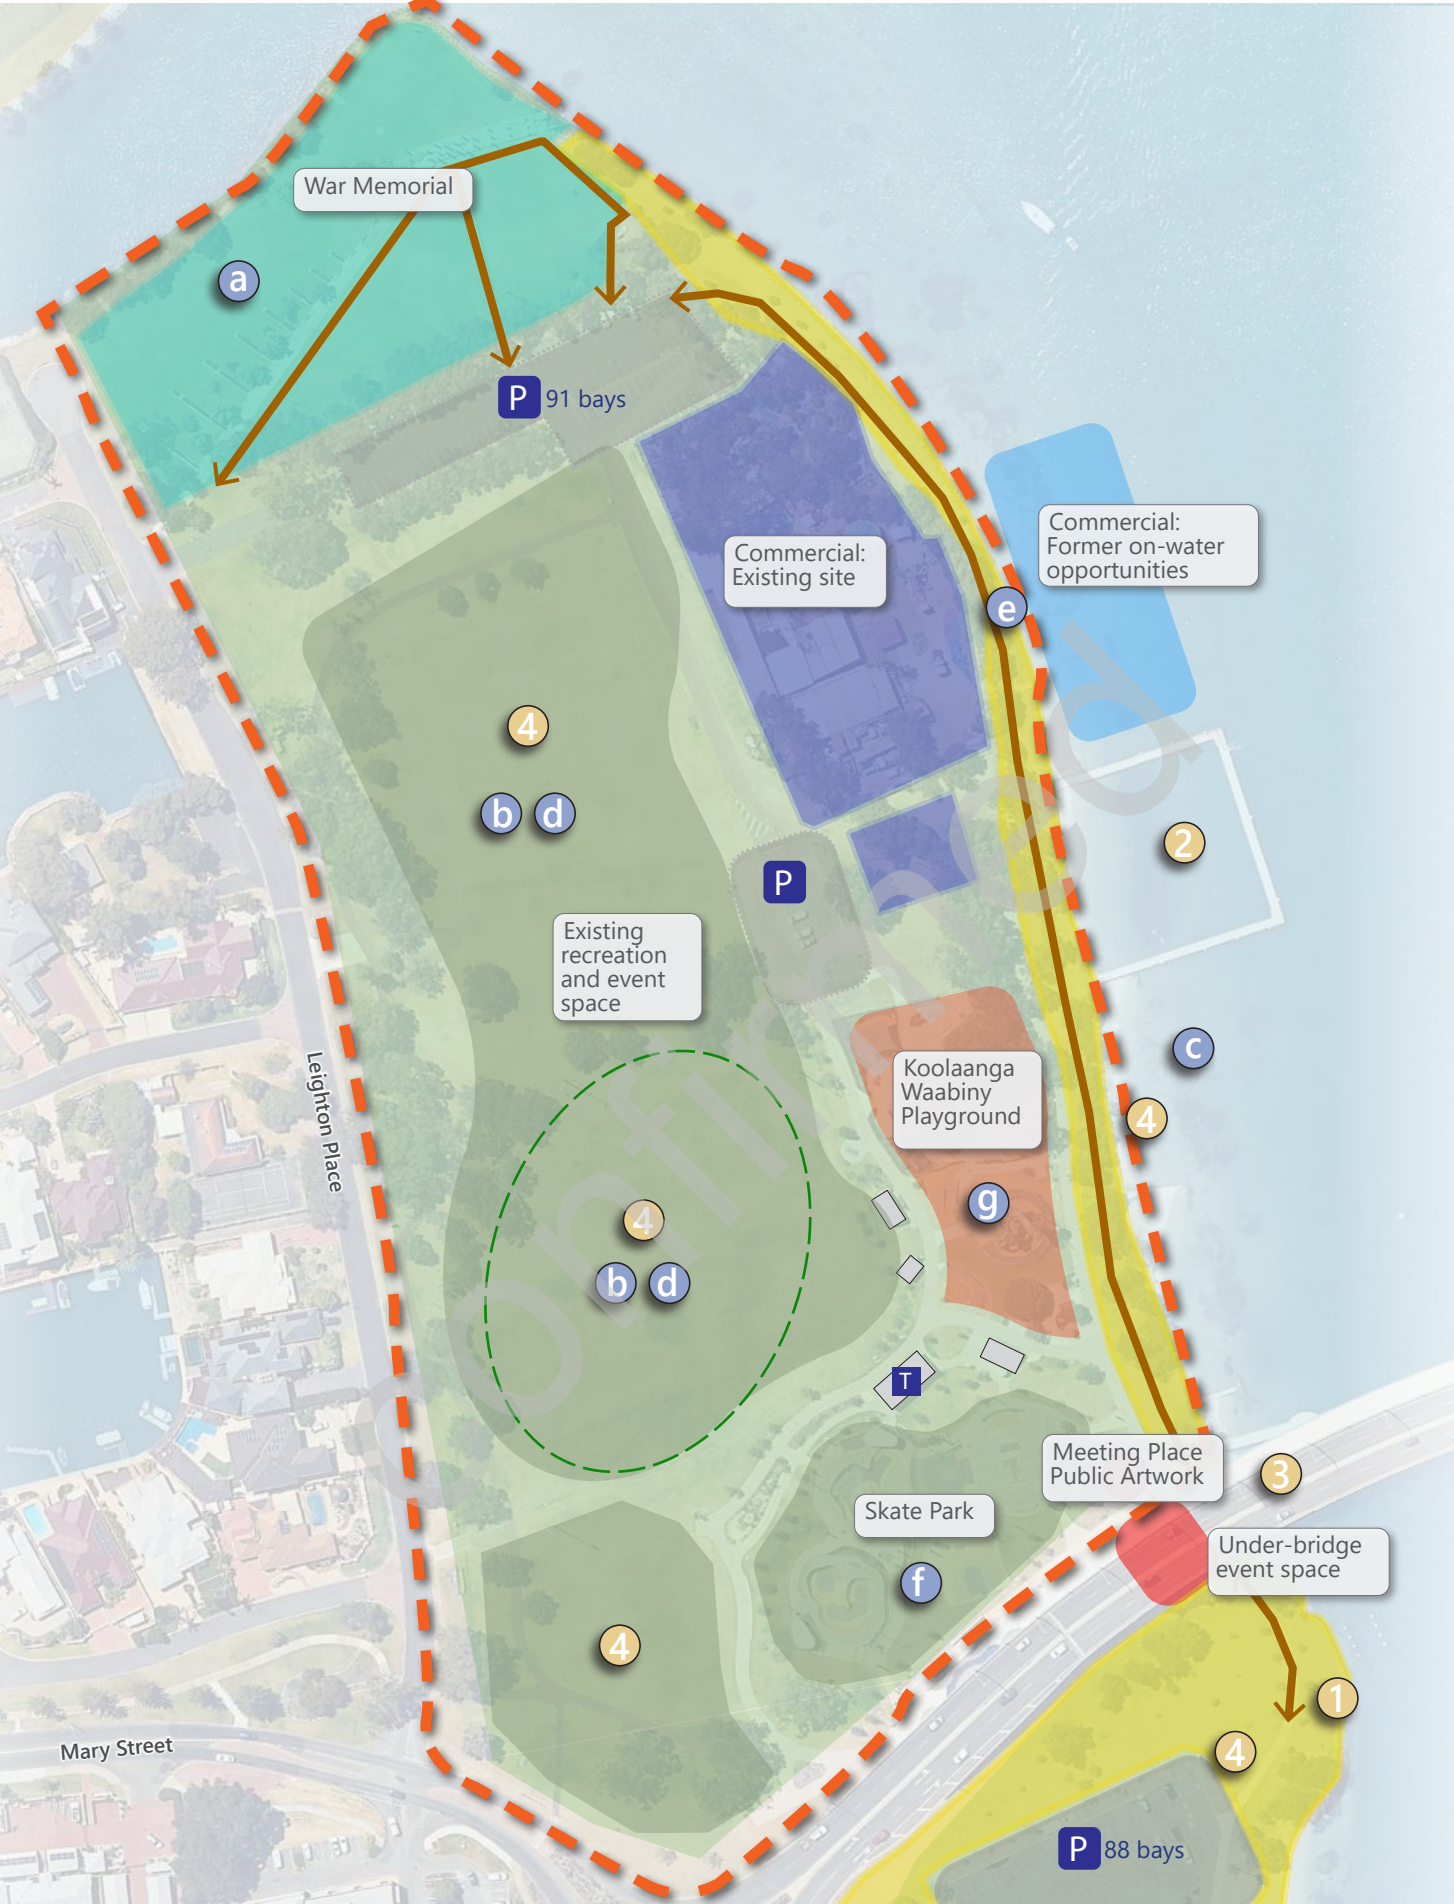 War Memorial
a
P 91 bays
Commercial:
Former on-water
opportunities
Commercial:
Existing site
e
4
b d
2
P
Existing
recreation
and event
space
c
Koolaanga
Waabiny
Playground
4
Leighton Place
g
4
b d
T
Meeting Place
Public Artwork
3
Skate Park
Under-bridge
event space
f
4
1
Mary Street
4
P 88 bays